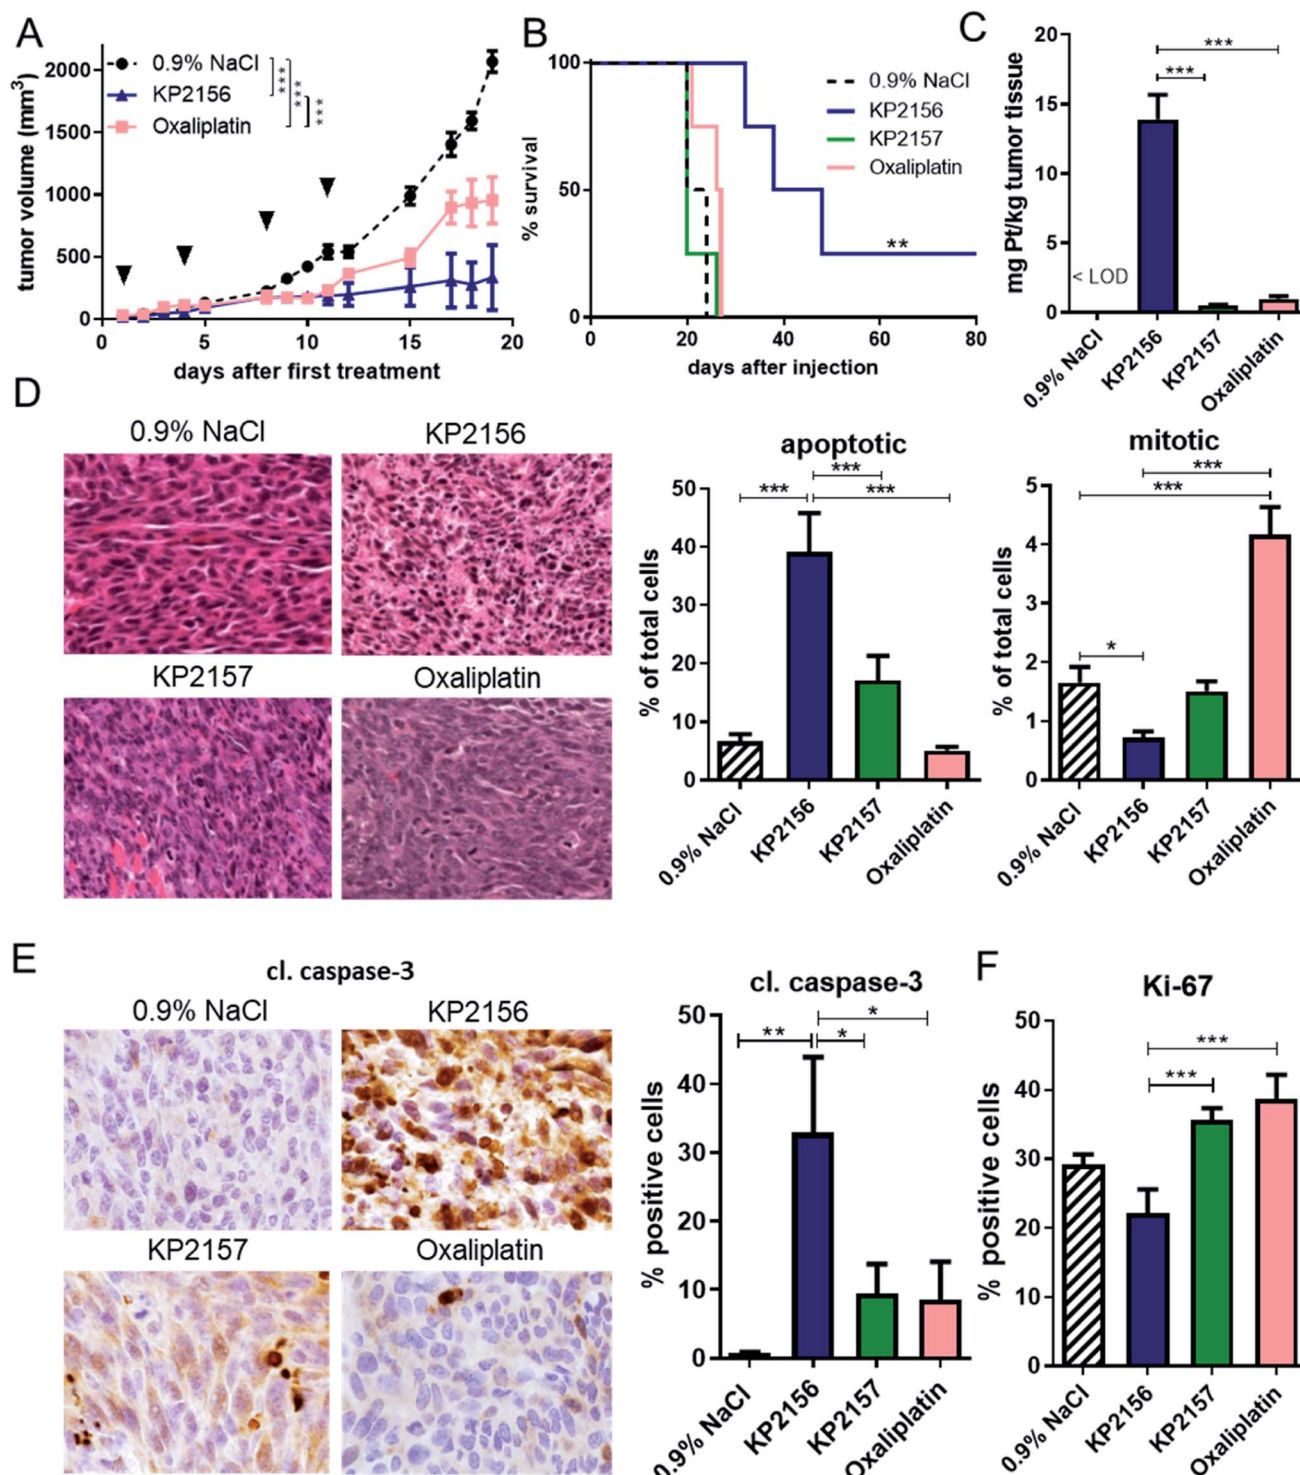 A
tumor volume (mm³)
2000
1500
1000
500
0
0.9% NaCl
KP2156
Oxaliplatin
***
***
***
0
5
10
15
20
days after first treatment
B
% survival
100
50
0
0.9% NaCl
KP2156
KP2157
Oxaliplatin
**
0
20
40
60
80
days after injection
C
mg Pt/kg tumor tissue
20
15
10
5
0
***
***
< LOD
0.9% NaCl
KP2156
KP2157
Oxaliplatin
D
0.9% NaCl
KP2156
KP2157
Oxaliplatin
apoptotic
% of total cells
50
40
30
20
10
0
***
***
***
0.9% NaCl
KP2156
KP2157
Oxaliplatin
mitotic
% of total cells
5
4
3
2
1
0
***
***
*
0.9% NaCl
KP2156
KP2157
Oxaliplatin
E
cl. caspase-3
0.9% NaCl
KP2156
KP2157
Oxaliplatin
cl. caspase-3
% positive cells
50
40
30
20
10
0
*
**
*
0.9% NaCl
KP2156
KP2157
Oxaliplatin
F
Ki-67
% positive cells
50
40
30
20
10
0
***
***
0.9% NaCl
KP2156
KP2157
Oxaliplatin